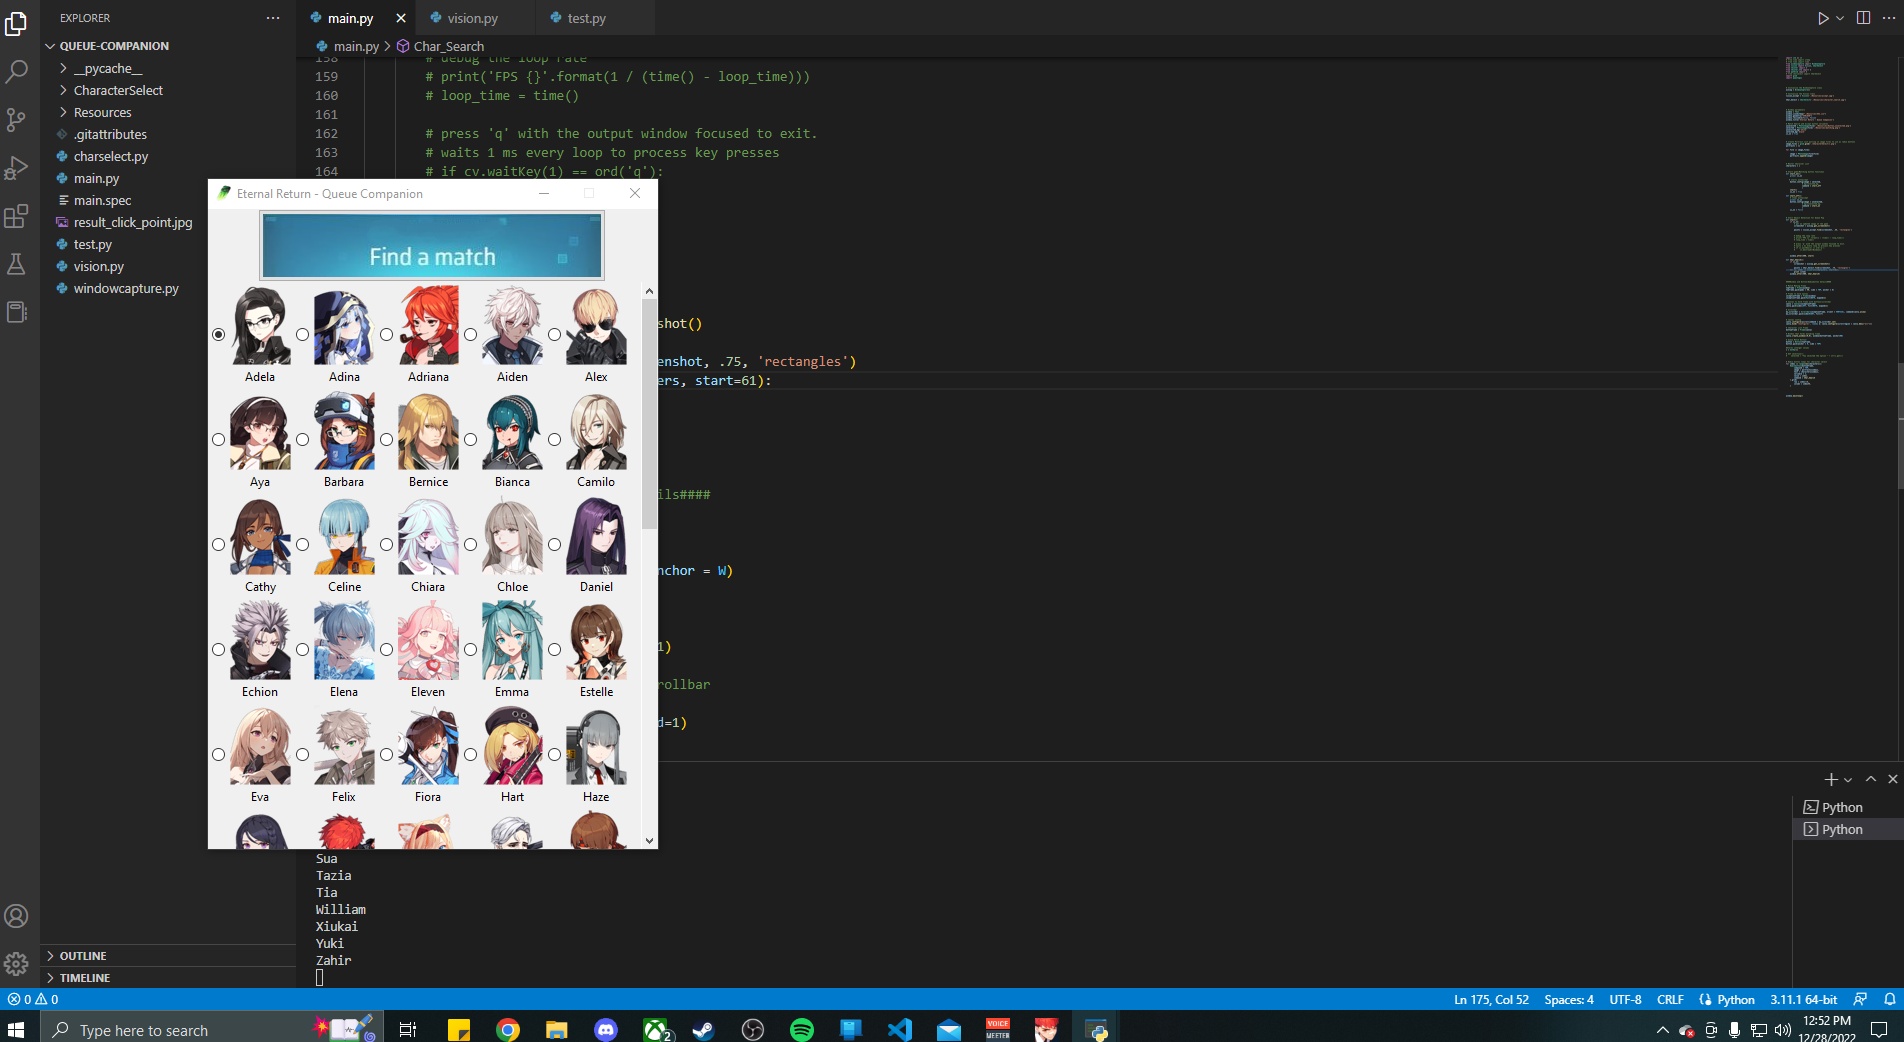 EXPLORER
main.py
vision.py
test.py
QUEUE-COMPANION
main.py > Char_Search
__pycache__
CharacterSelect
Resources
.gitattributes
charselect.py
main.py
main.spec
result_click_point.jpg
test.py
vision.py
windowcapture.py
158 # debug the loop rate
159 # print('FPS {}'.format(1 / (time() - loop_time)))
160 # loop_time = time()
161
162 # press 'q' with the output window focused to exit.
163 # waits 1 ms every loop to process key presses
164 # if cv.waitKey(1) == ord('q'):
Eternal Return - Queue Companion
Find a match
Adela Adina Adriana Aiden Alex
Aya Barbara Bernice Bianca Camilo
Cathy Celine Chiara Chloe Daniel
Echion Elena Eleven Emma Estelle
Eva Felix Fiora Hart Haze
shot()
enshot, .75, 'rectangles')
ers, start=61):
ils####
nchor = W)
1)
rollbar
d=1)
Python
Python
Sua
Tazia
Tia
William
Xiukai
Yuki
Zahir
OUTLINE
TIMELINE
0 0
Ln 175, Col 52 Spaces: 4 UTF-8 CRLF Python 3.11.1 64-bit
Type here to search
2
VOICE
MEETER
12:52 PM
12/28/2022